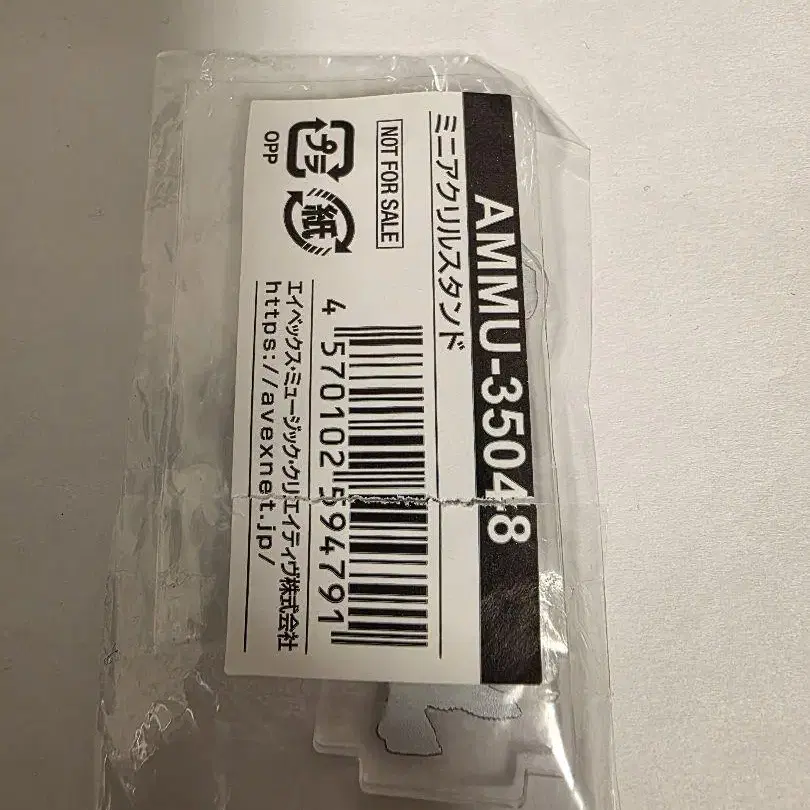 AMMU-35048
ミニアクリルスタンド
NOT FOR SALE
プラ
OPP
紙
4 570102 594791
エイベックス・ミュージック・クリエイティヴ株式会社
https://avexnet.jp/